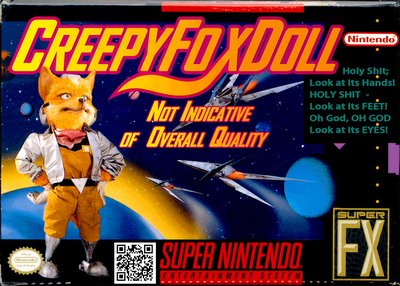 CREEPYFOXDOLL
Nintendo
Holy Shit;
Look at its Hands!
HOLY SHIT -
Look at its FEET!
Oh God, OH GOD
Look at its EYES!
NOT INDICATIVE
OF OVERALL QUALITY
SUPER NINTENDO
ENTERTAINMENT SYSTEM
SUPER
FX